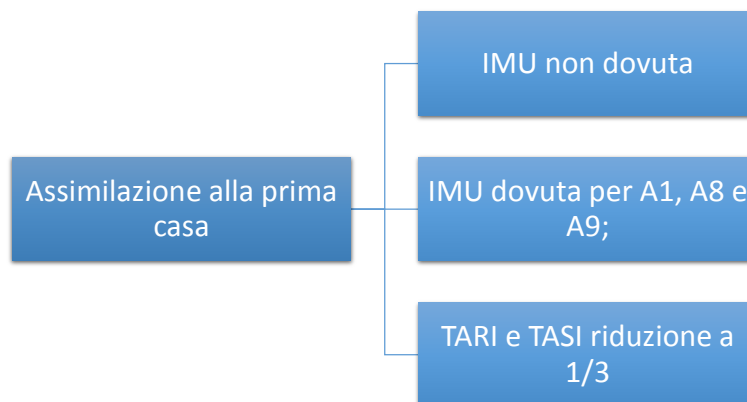 IMU non dovuta
Assimilazione alla prima
casa
IMU dovuta per A1, A8 e
A9;
TARI e TASI riduzione a
1/3